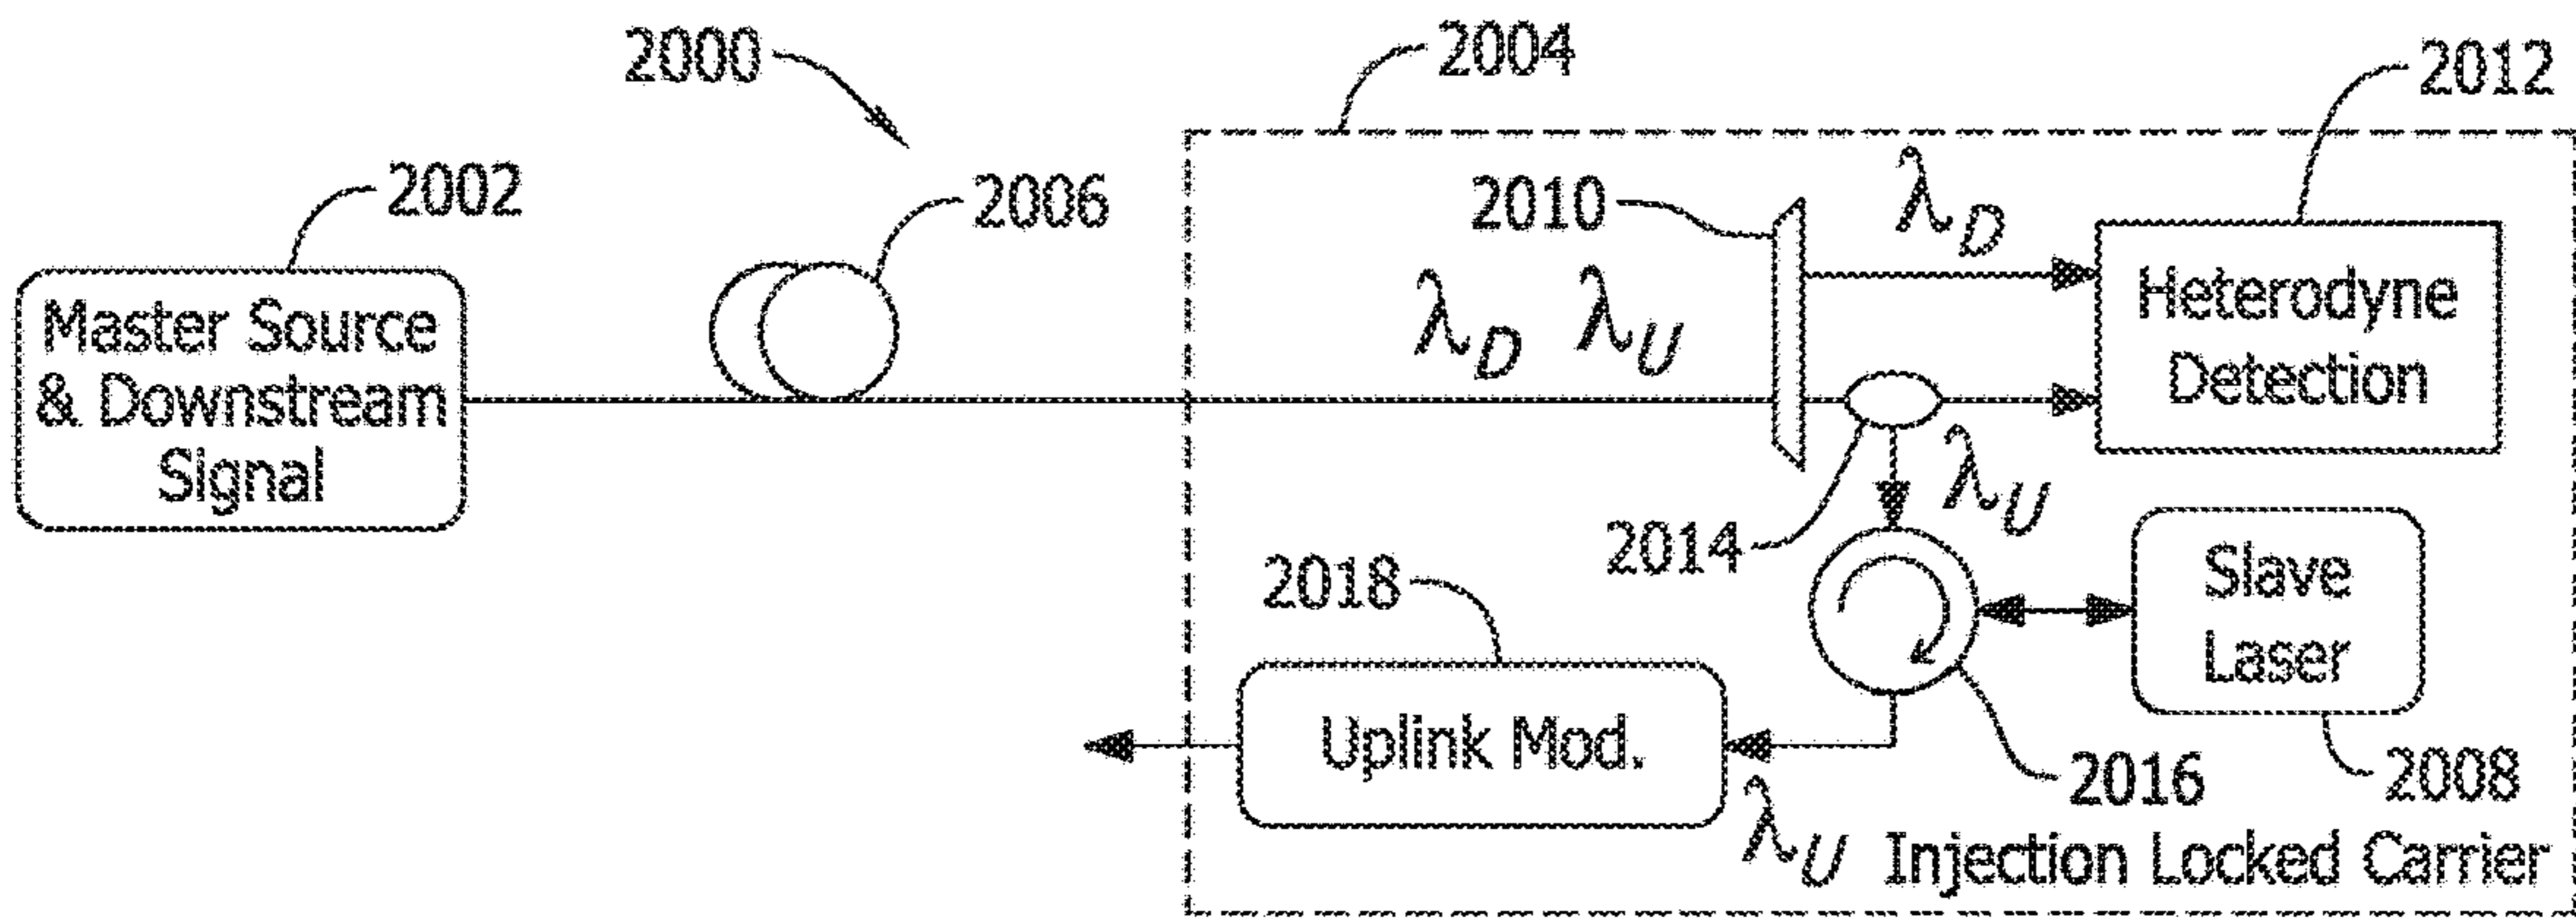 2000
2004
2012
2002
2006
2010
λD
Master Source
& Downstream
Signal
λD λU
Heterodyne
Detection
λU
2014
2018
Slave
Laser
Uplink Mod.
2016
2008
λU Injection Locked Carrier